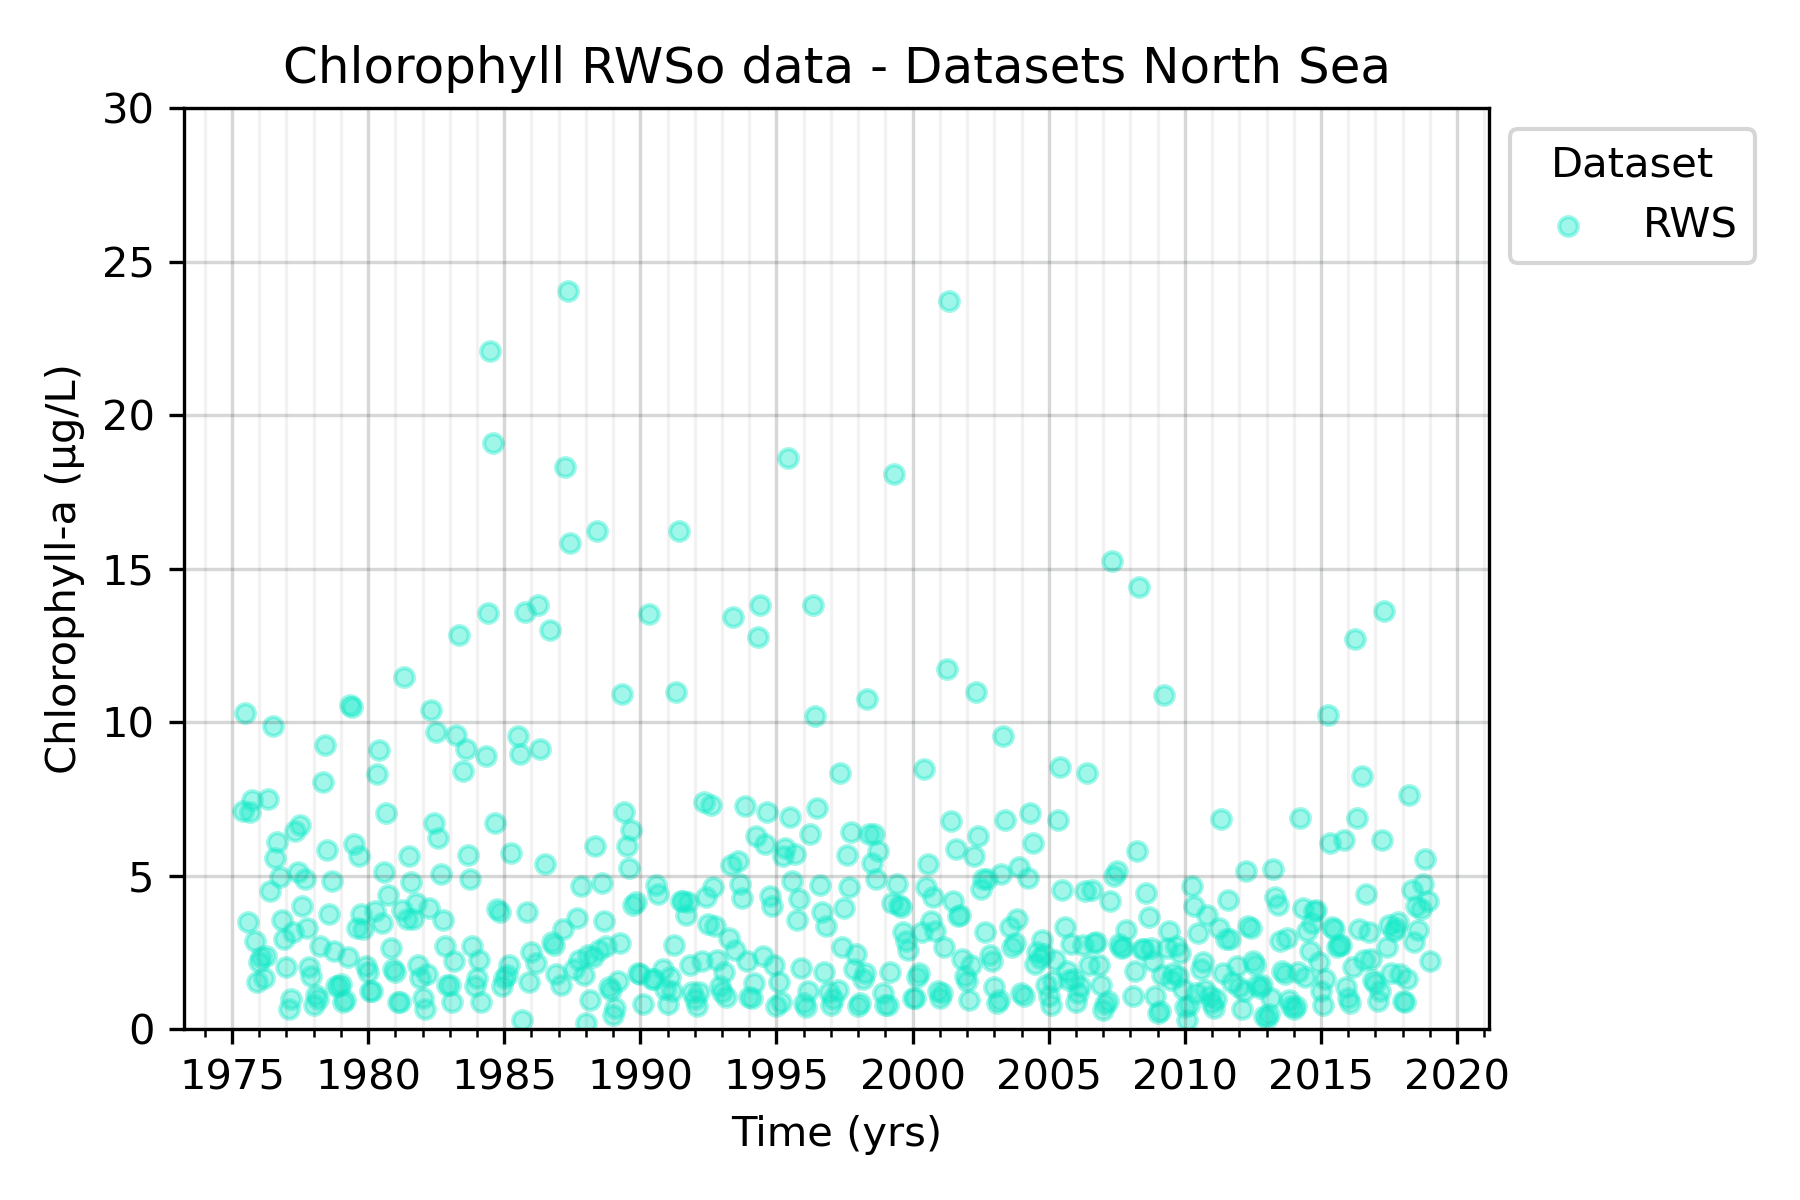 Chlorophyll RWSo data - Datasets North Sea
30
25
20
15
10
5
0
Chlorophyll-a (µg/L)
1975 1980 1985 1990 1995 2000 2005 2010 2015 2020
Time (yrs)
Dataset
RWS